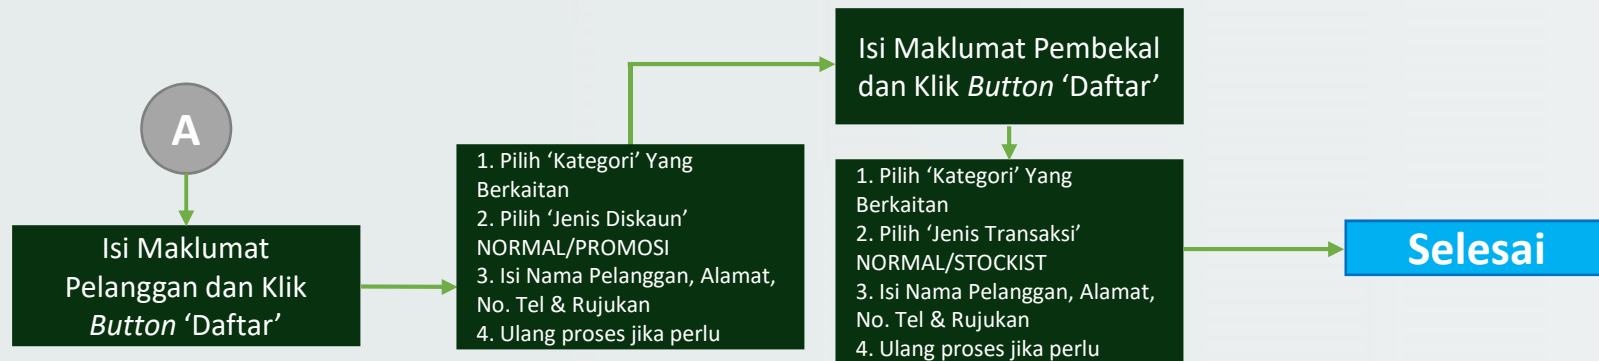 A
Isi Maklumat
Pelanggan dan Klik
Button ‘Daftar’
1. Pilih ‘Kategori’ Yang
Berkaitan
2. Pilih ‘Jenis Diskaun’
NORMAL/PROMOSI
3. Isi Nama Pelanggan, Alamat,
No. Tel & Rujukan
4. Ulang proses jika perlu
Isi Maklumat Pembekal
dan Klik Button ‘Daftar’
1. Pilih ‘Kategori’ Yang
Berkaitan
2. Pilih ‘Jenis Transaksi’
NORMAL/STOCKIST
3. Isi Nama Pelanggan, Alamat,
No. Tel & Rujukan
4. Ulang proses jika perlu
Selesai